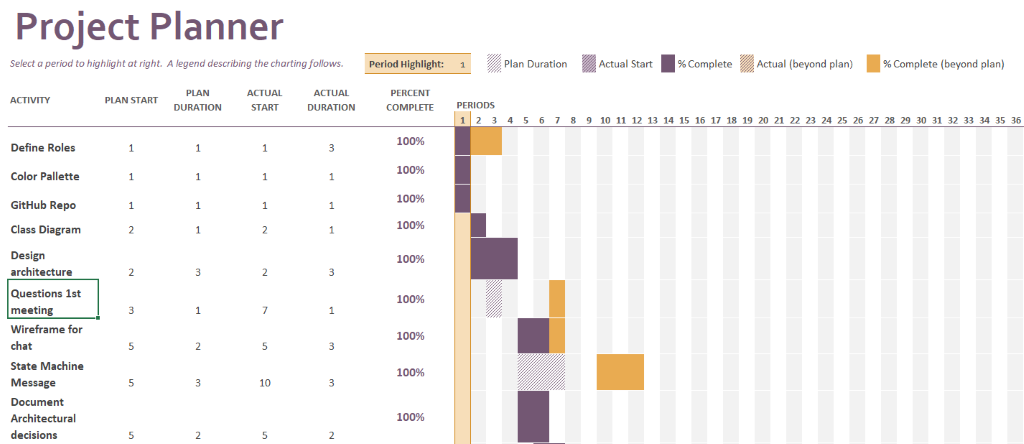 Project Planner
Select a period to highlight at right.  A legend describing the charting follows.
Period Highlight: 1
Plan Duration
Actual Start
% Complete
Actual (beyond plan)
% Complete (beyond plan)
ACTIVITY
PLAN START
PLAN
DURATION
ACTUAL
START
ACTUAL
DURATION
PERCENT
COMPLETE
PERIODS
1 2 3 4 5 6 7 8 9 10 11 12 13 14 15 16 17 18 19 20 21 22 23 24 25 26 27 28 29 30 31 32 33 34 35 36
Define Roles 1 1 1 3 100%
Color Pallette 1 1 1 1 100%
GitHub Repo 1 1 1 1 100%
Class Diagram 2 1 2 1 100%
Design
architecture 2 3 2 3 100%
Questions 1st
meeting 3 1 7 1 100%
Wireframe for
chat 5 2 5 3 100%
State Machine
Message 5 3 10 3 100%
Document
Architectural
decisions 5 2 5 2 100%